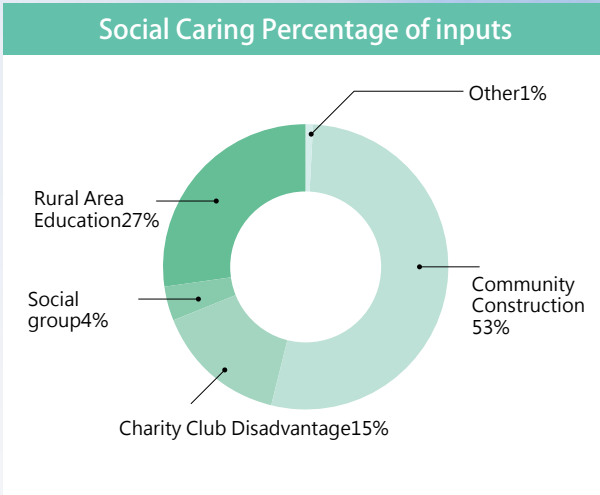 Social Caring Percentage of inputs
Other1%
Rural Area
Education27%
Social
group4%
Community
Construction
53%
Charity Club Disadvantage15%